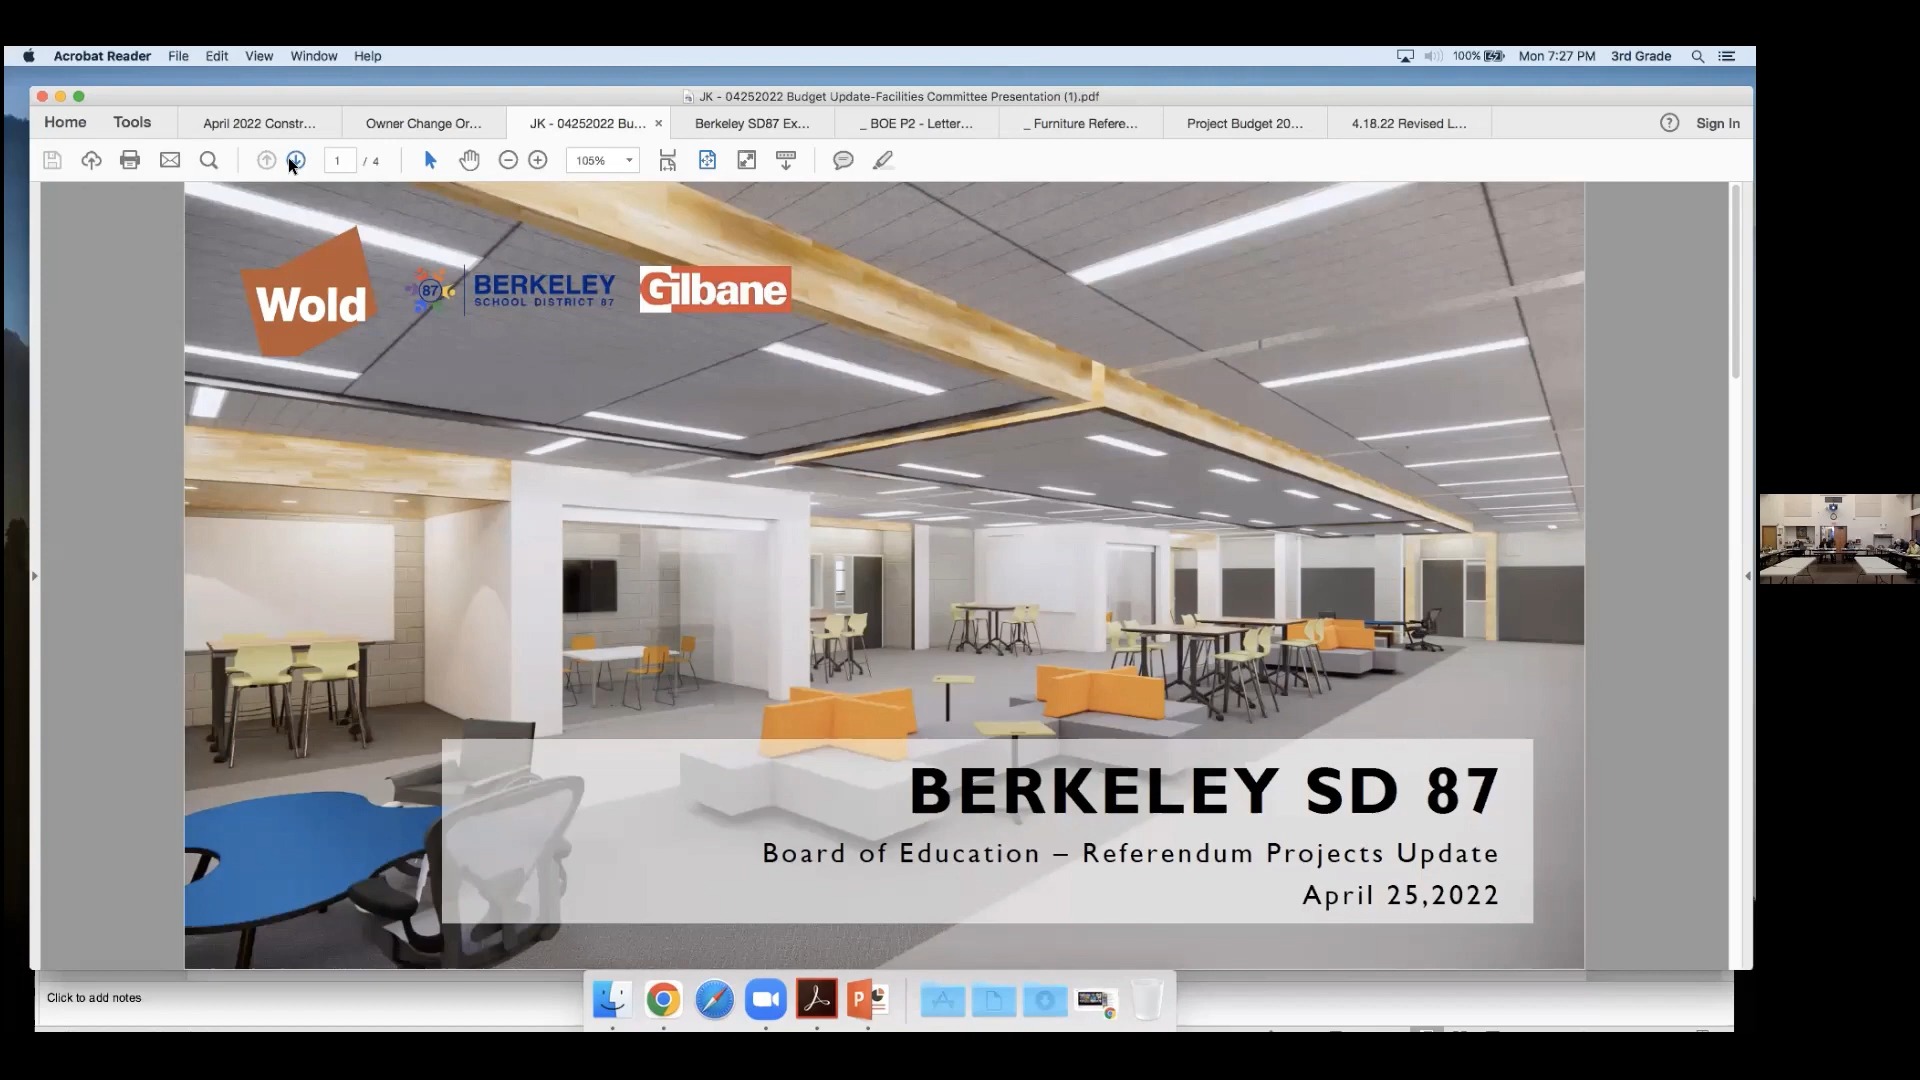 Acrobat Reader File Edit View Window Help 100% Mon 7:27 PM 3rd Grade
JK - 04252022 Budget Update-Facilities Committee Presentation (1).pdf
Home Tools April 2022 Constr... Owner Change Or... JK - 04252022 Bu... × Berkeley SD87 Ex... _ BOE P2 - Letter... _ Furniture Refere... Project Budget 20... 4.18.22 Revised L... ? Sign In
1 / 4 105%
Wold
87 BERKELEY
SCHOOL DISTRICT 87
Gilbane
BERKELEY SD 87
Board of Education – Referendum Projects Update
April 25,2022
Click to add notes
P